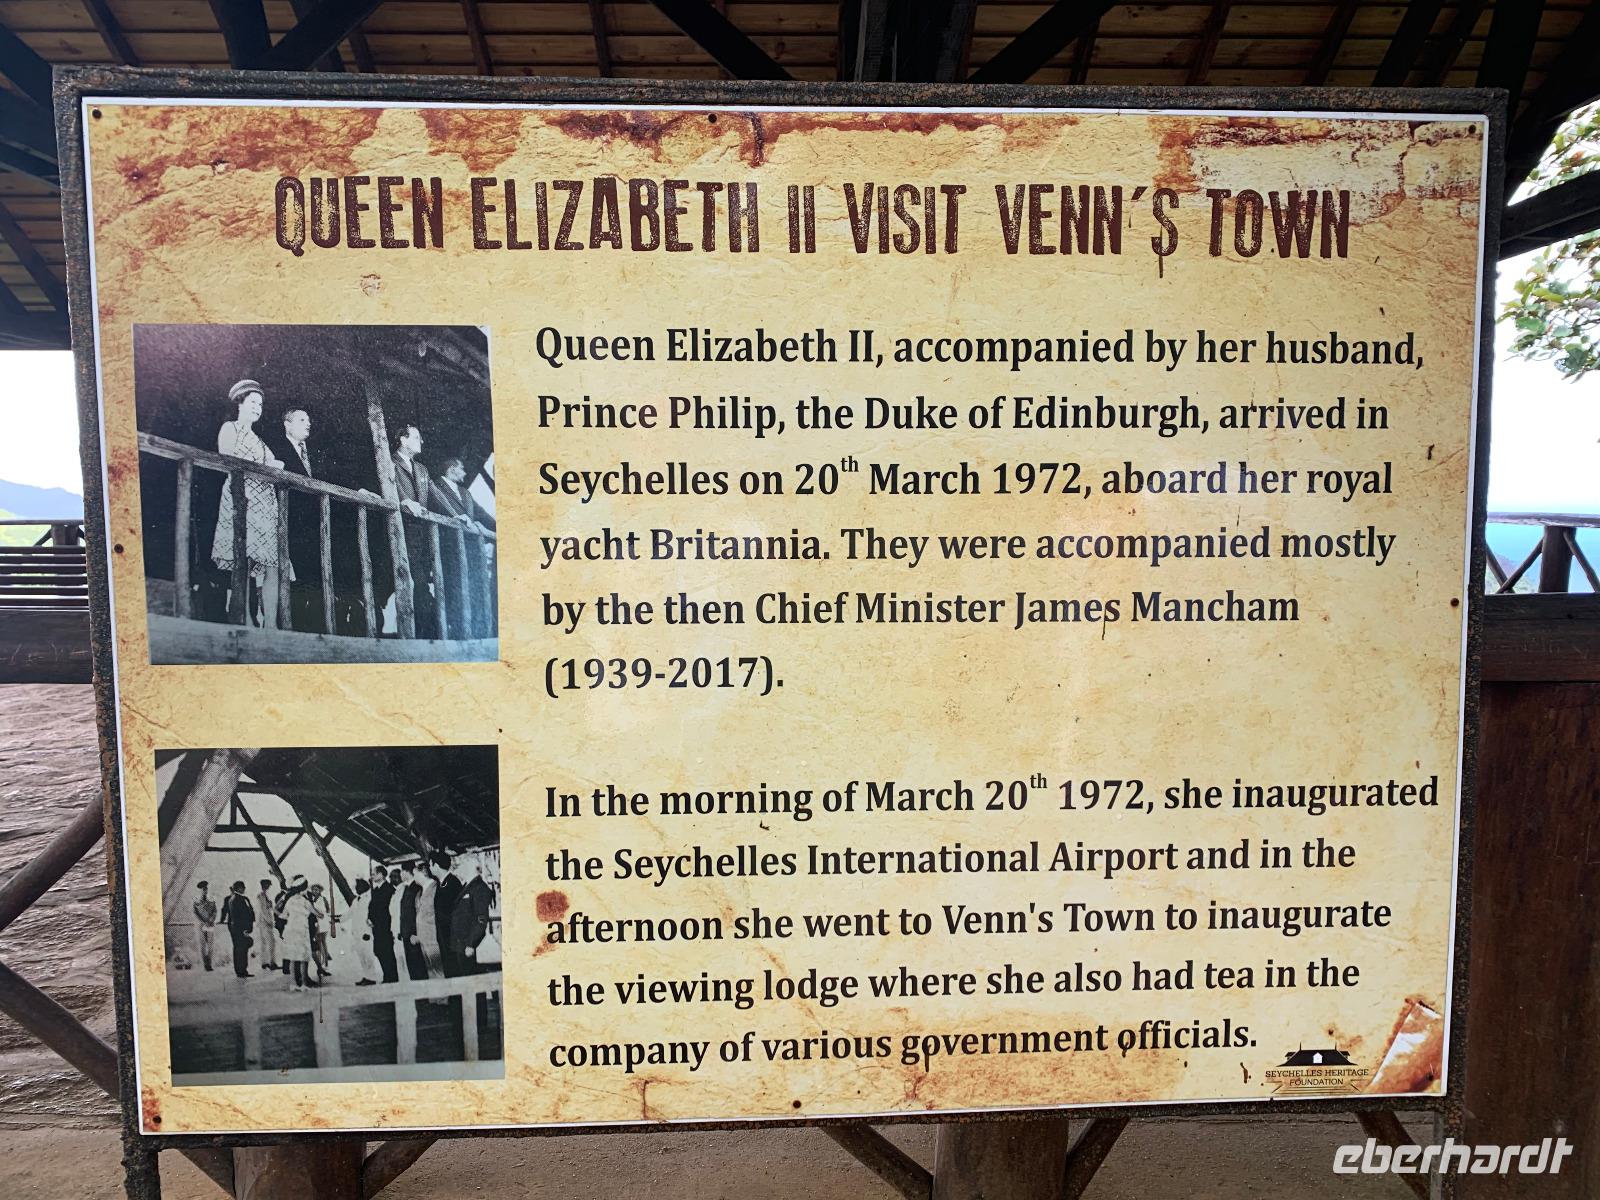 QUEEN ELIZABETH II VISIT VENN´S TOWN
Queen Elizabeth II, accompanied by her husband,
Prince Philip, the Duke of Edinburgh, arrived in
Seychelles on 20th March 1972, aboard her royal
yacht Britannia. They were accompanied mostly
by the then Chief Minister James Mancham
(1939-2017).
In the morning of March 20th 1972, she inaugurated
the Seychelles International Airport and in the
afternoon she went to Venn's Town to inaugurate
the viewing lodge where she also had tea in the
company of various government officials.
SEYCHELLES HERITAGE
FOUNDATION
eberhardt